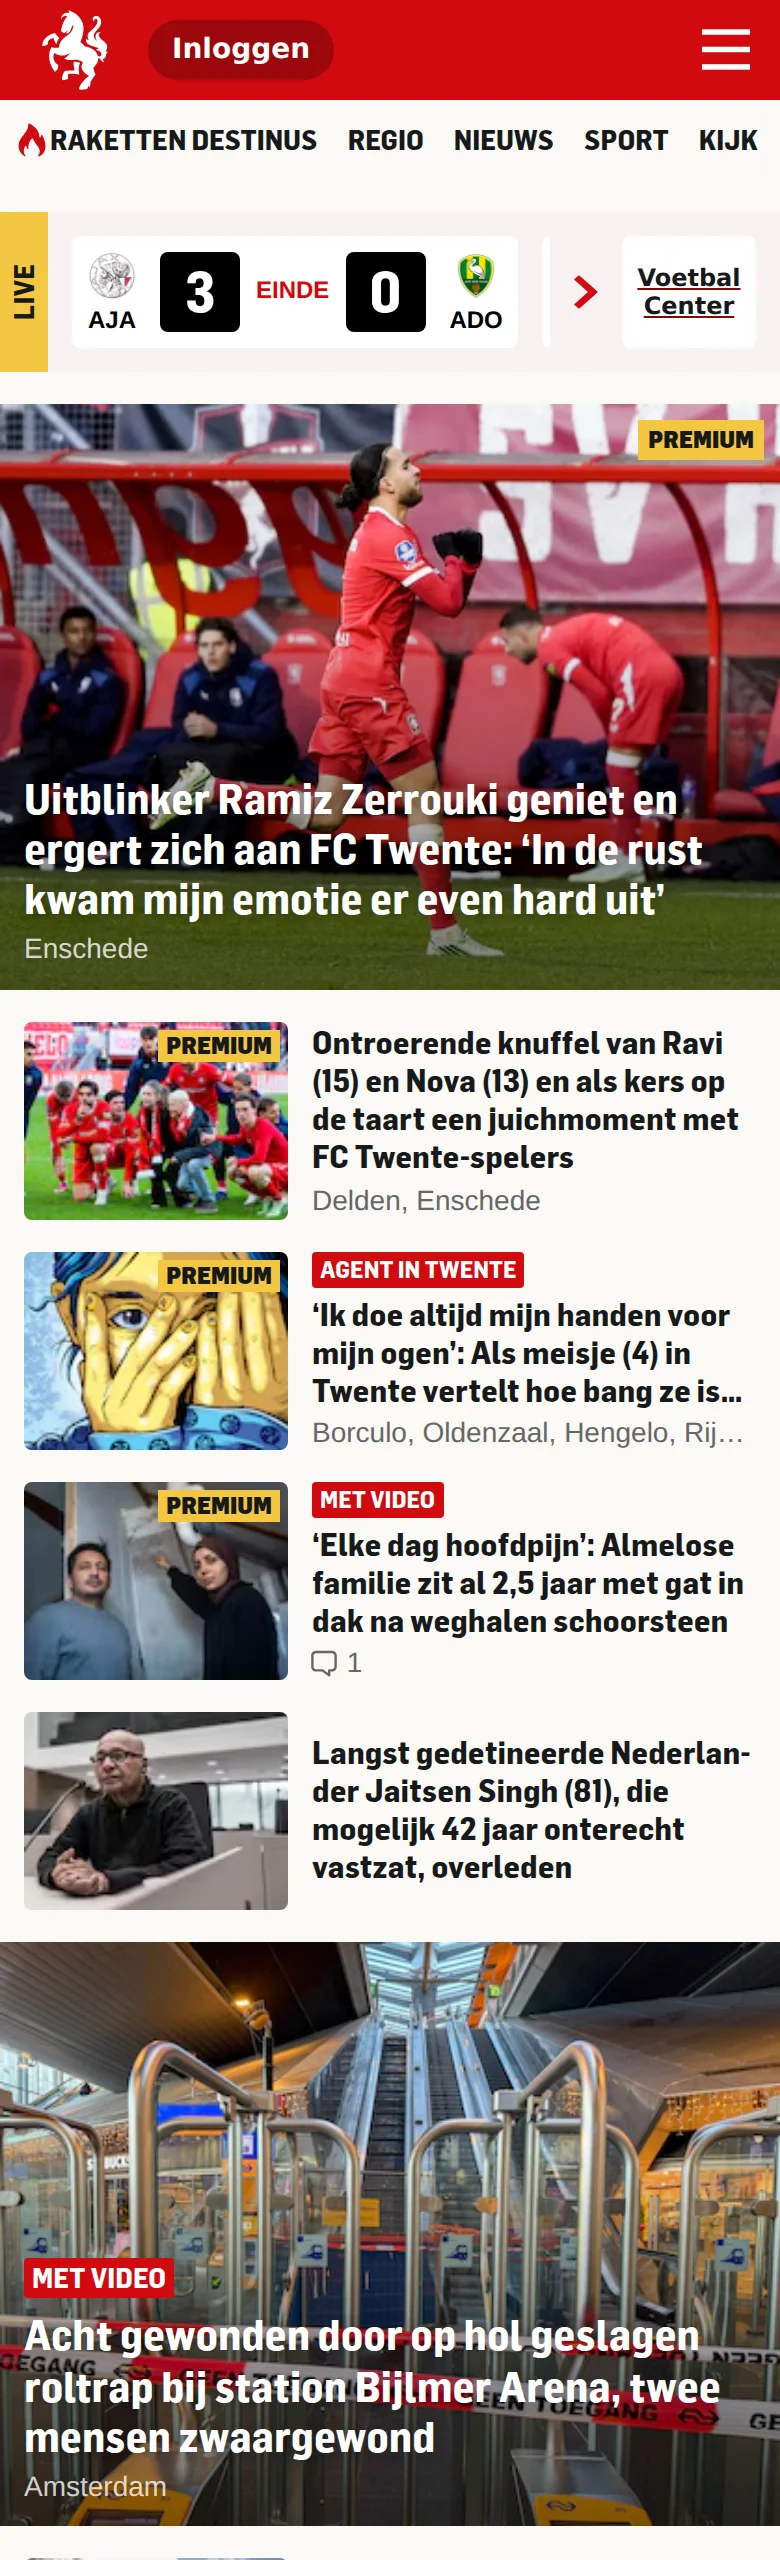 Inloggen
RAKETTEN DESTINUS REGIO NIEUWS SPORT KIJK
LIVE
3 EINDE 0
AJA ADO
Voetbal
Center
PREMIUM
Uitblinker Ramiz Zerrouki geniet en
ergert zich aan FC Twente: ‘In de rust
kwam mijn emotie er even hard uit’
Enschede
PREMIUM
Ontroerende knuffel van Ravi
(15) en Nova (13) en als kers op
de taart een juichmoment met
FC Twente-spelers
Delden, Enschede
PREMIUM
AGENT IN TWENTE
‘Ik doe altijd mijn handen voor
mijn ogen’: Als meisje (4) in
Twente vertelt hoe bang ze is...
Borculo, Oldenzaal, Hengelo, Rij...
PREMIUM
MET VIDEO
‘Elke dag hoofdpijn’: Almelose
familie zit al 2,5 jaar met gat in
dak na weghalen schoorsteen
1
Langst gedetineerde Nederlan-
der Jaitsen Singh (81), die
mogelijk 42 jaar onterecht
vastzat, overleden
MET VIDEO
Acht gewonden door op hol geslagen
roltrap bij station Bijlmer Arena, twee
mensen zwaargewond
Amsterdam